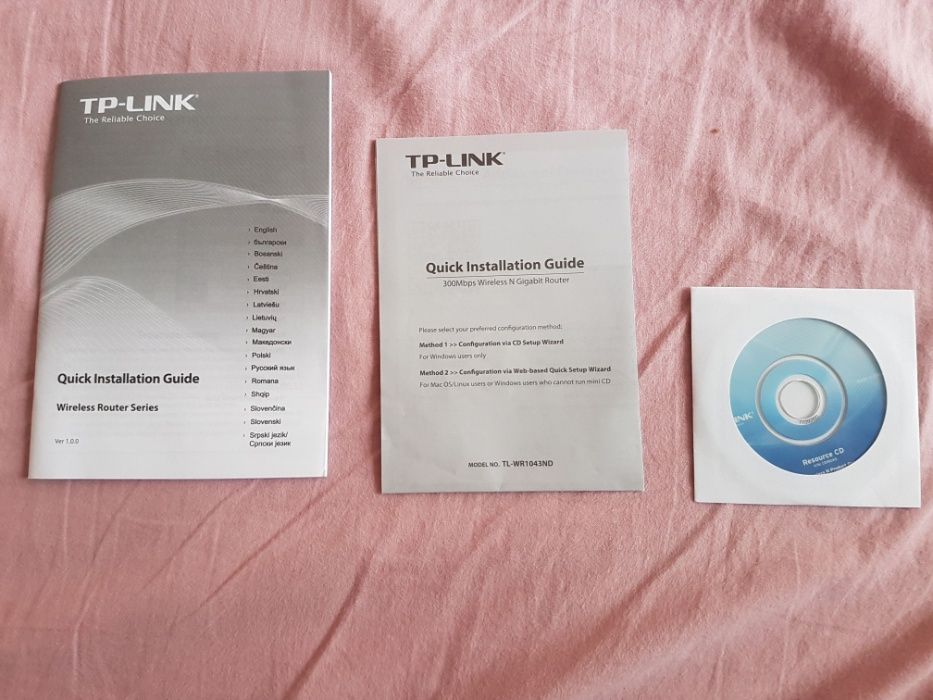 TP-LINK®
The Reliable Choice
› English
› български
› Bosanski
› Čeština
› Eesti
› Hrvatski
› Latviešu
› Lietuvių
› Magyar
› Македонски
› Polski
› Русский язык
› Romana
› Shqip
› Slovenčina
› Slovenski
› Srpski jezik/
Српски језик
Quick Installation Guide
Wireless Router Series
Ver 1.0.0
TP-LINK®
The Reliable Choice
Quick Installation Guide
300Mbps Wireless N Gigabit Router
Please select your preferred configuration method:
Method 1 >> Configuration via CD Setup Wizard
For Windows users only
Method 2 >> Configuration via Web-based Quick Setup Wizard
For Mac OS/Linux users or Windows users who cannot run mini CD
MODEL NO. TL-WR1043ND
Resource CD